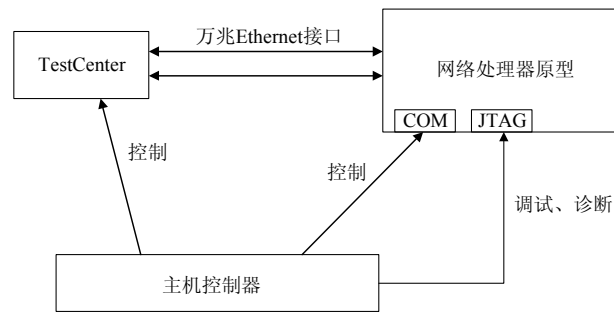 万兆Ethernet接口
TestCenter
网络处理器原型
COM
JTAG
控制
控制
调试、诊断
主机控制器